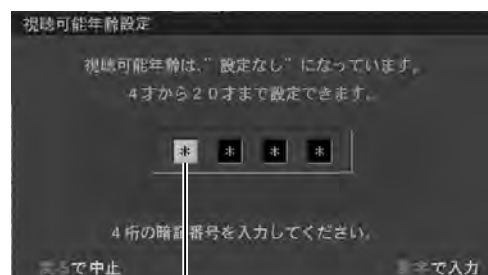 視聴可能年齢設定
視聴可能年齢は、"設定なし"になっています。
4才から20才まで設定できます。
* * * *
4桁の暗証番号を入力してください。
で中止
で入力